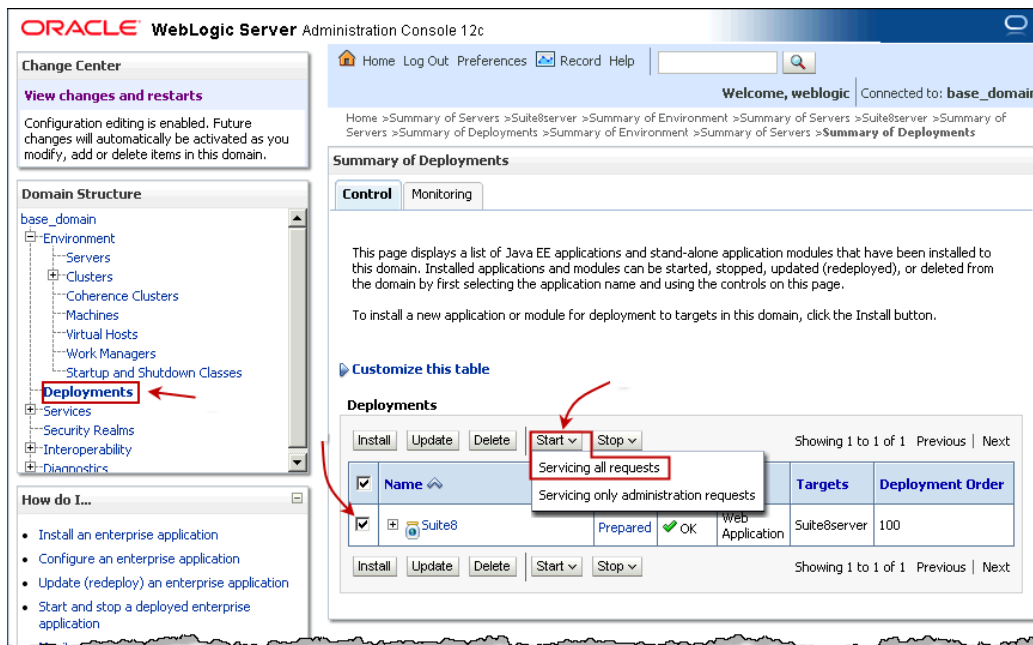 ORACLE WebLogic Server Administration Console 12c
Change Center
View changes and restarts
Configuration editing is enabled. Future
changes will automatically be activated as you
modify, add or delete items in this domain.
Domain Structure
base_domain
Environment
Servers
Clusters
Coherence Clusters
Machines
Virtual Hosts
Work Managers
Startup and Shutdown Classes
Deployments
Services
Security Realms
Interoperability
Diagnostics
How do I...
Install an enterprise application
Configure an enterprise application
Update (redeploy) an enterprise application
Start and stop a deployed enterprise
application
Home Log Out Preferences Record Help
Welcome, weblogic Connected to: base_domain
Home >Summary of Servers >Suite8server >Summary of Environment >Summary of Servers >Suite8server >Summary of
Servers >Summary of Deployments >Summary of Environment >Summary of Servers >Summary of Deployments
Summary of Deployments
Control Monitoring
This page displays a list of Java EE applications and stand-alone application modules that have been installed to
this domain. Installed applications and modules can be started, stopped, updated (redeployed), or deleted from
the domain by first selecting the application name and using the controls on this page.
To install a new application or module for deployment to targets in this domain, click the Install button.
Customize this table
Deployments
Install Update Delete Start Stop Showing 1 to 1 of 1 Previous Next
Servicing all requests
Servicing only administration requests
Name Targets Deployment Order
Suite8 Prepared OK Web Application Suite8server 100
Install Update Delete Start Stop Showing 1 to 1 of 1 Previous Next